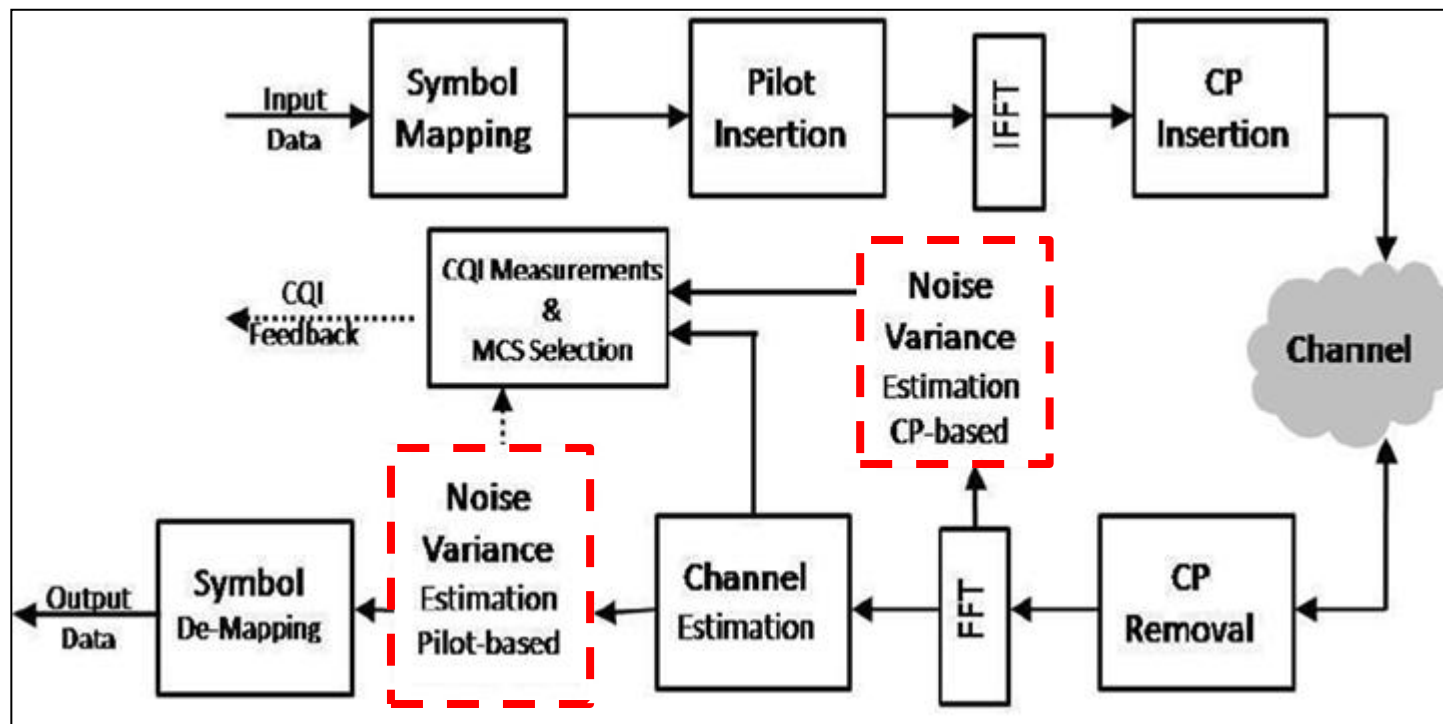 Input
Data
Symbol
Mapping
Pilot
Insertion
IFFT
CP
Insertion
CQI
Feedback
CQI Measurements
&
MCS Selection
Noise
Variance
Estimation
CP-based
Channel
Output
Data
Symbol
De-Mapping
Noise
Variance
Estimation
Pilot-based
Channel
Estimation
FFT
CP
Removal